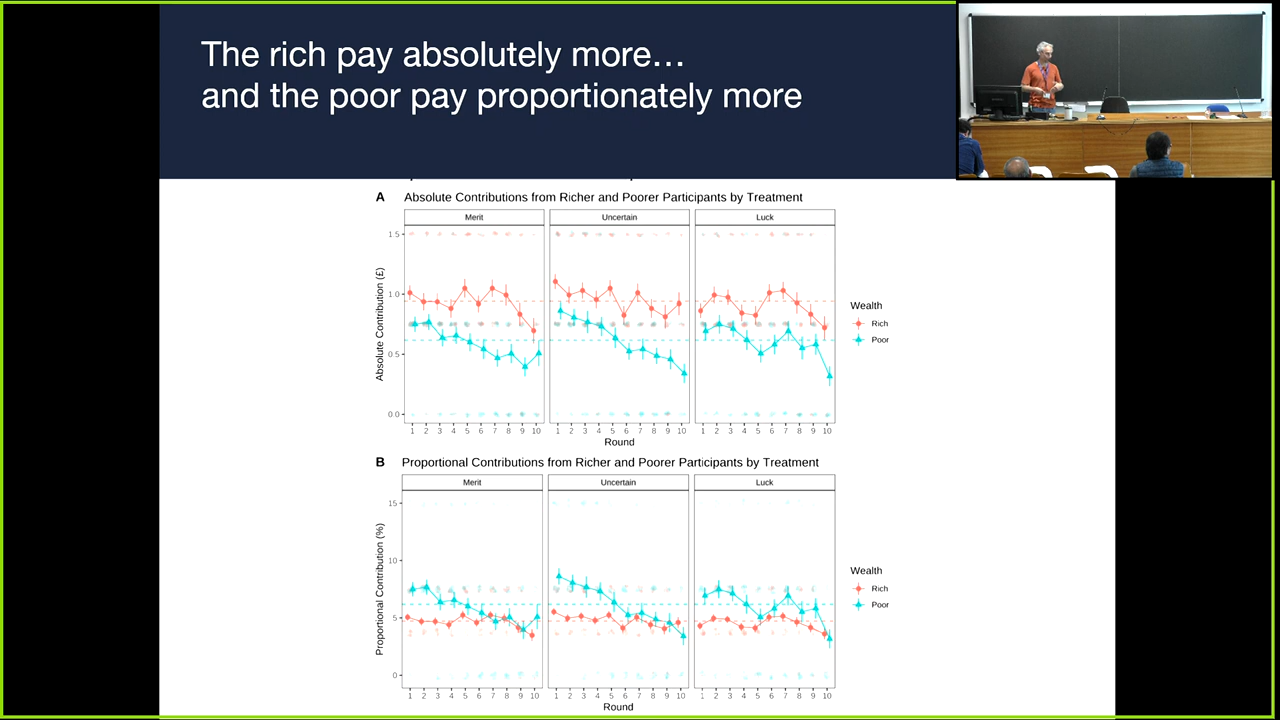 The rich pay absolutely more…
and the poor pay proportionately more
A Absolute Contributions from Richer and Poorer Participants by Treatment
Merit Uncertain Luck
Absolute Contribution (£)
1.5
1.0
0.5
0.0
1 2 3 4 5 6 7 8 9 10 1 2 3 4 5 6 7 8 9 10 1 2 3 4 5 6 7 8 9 10
Round
Wealth
Rich
Poor
B Proportional Contributions from Richer and Poorer Participants by Treatment
Merit Uncertain Luck
Proportional Contribution (%)
15
10
5
0
1 2 3 4 5 6 7 8 9 10 1 2 3 4 5 6 7 8 9 10 1 2 3 4 5 6 7 8 9 10
Round
Wealth
Rich
Poor